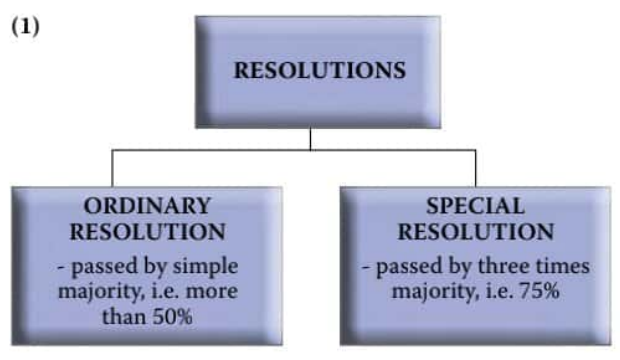 (1)
RESOLUTIONS
ORDINARY
RESOLUTION
- passed by simple
majority, i.e. more
than 50%
SPECIAL
RESOLUTION
- passed by three times
majority, i.e. 75%